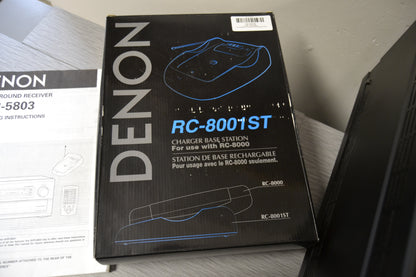 DENON
RC-8001ST
CHARGER BASE STATION
For use with RC-8000
STATION DE BASE RECHARGABLE
Pour usage avec le RC-8000 seulement.
RC-8000
RC-8001ST
NON
ROUND RECEIVER
-5803
G INSTRUCTIONS